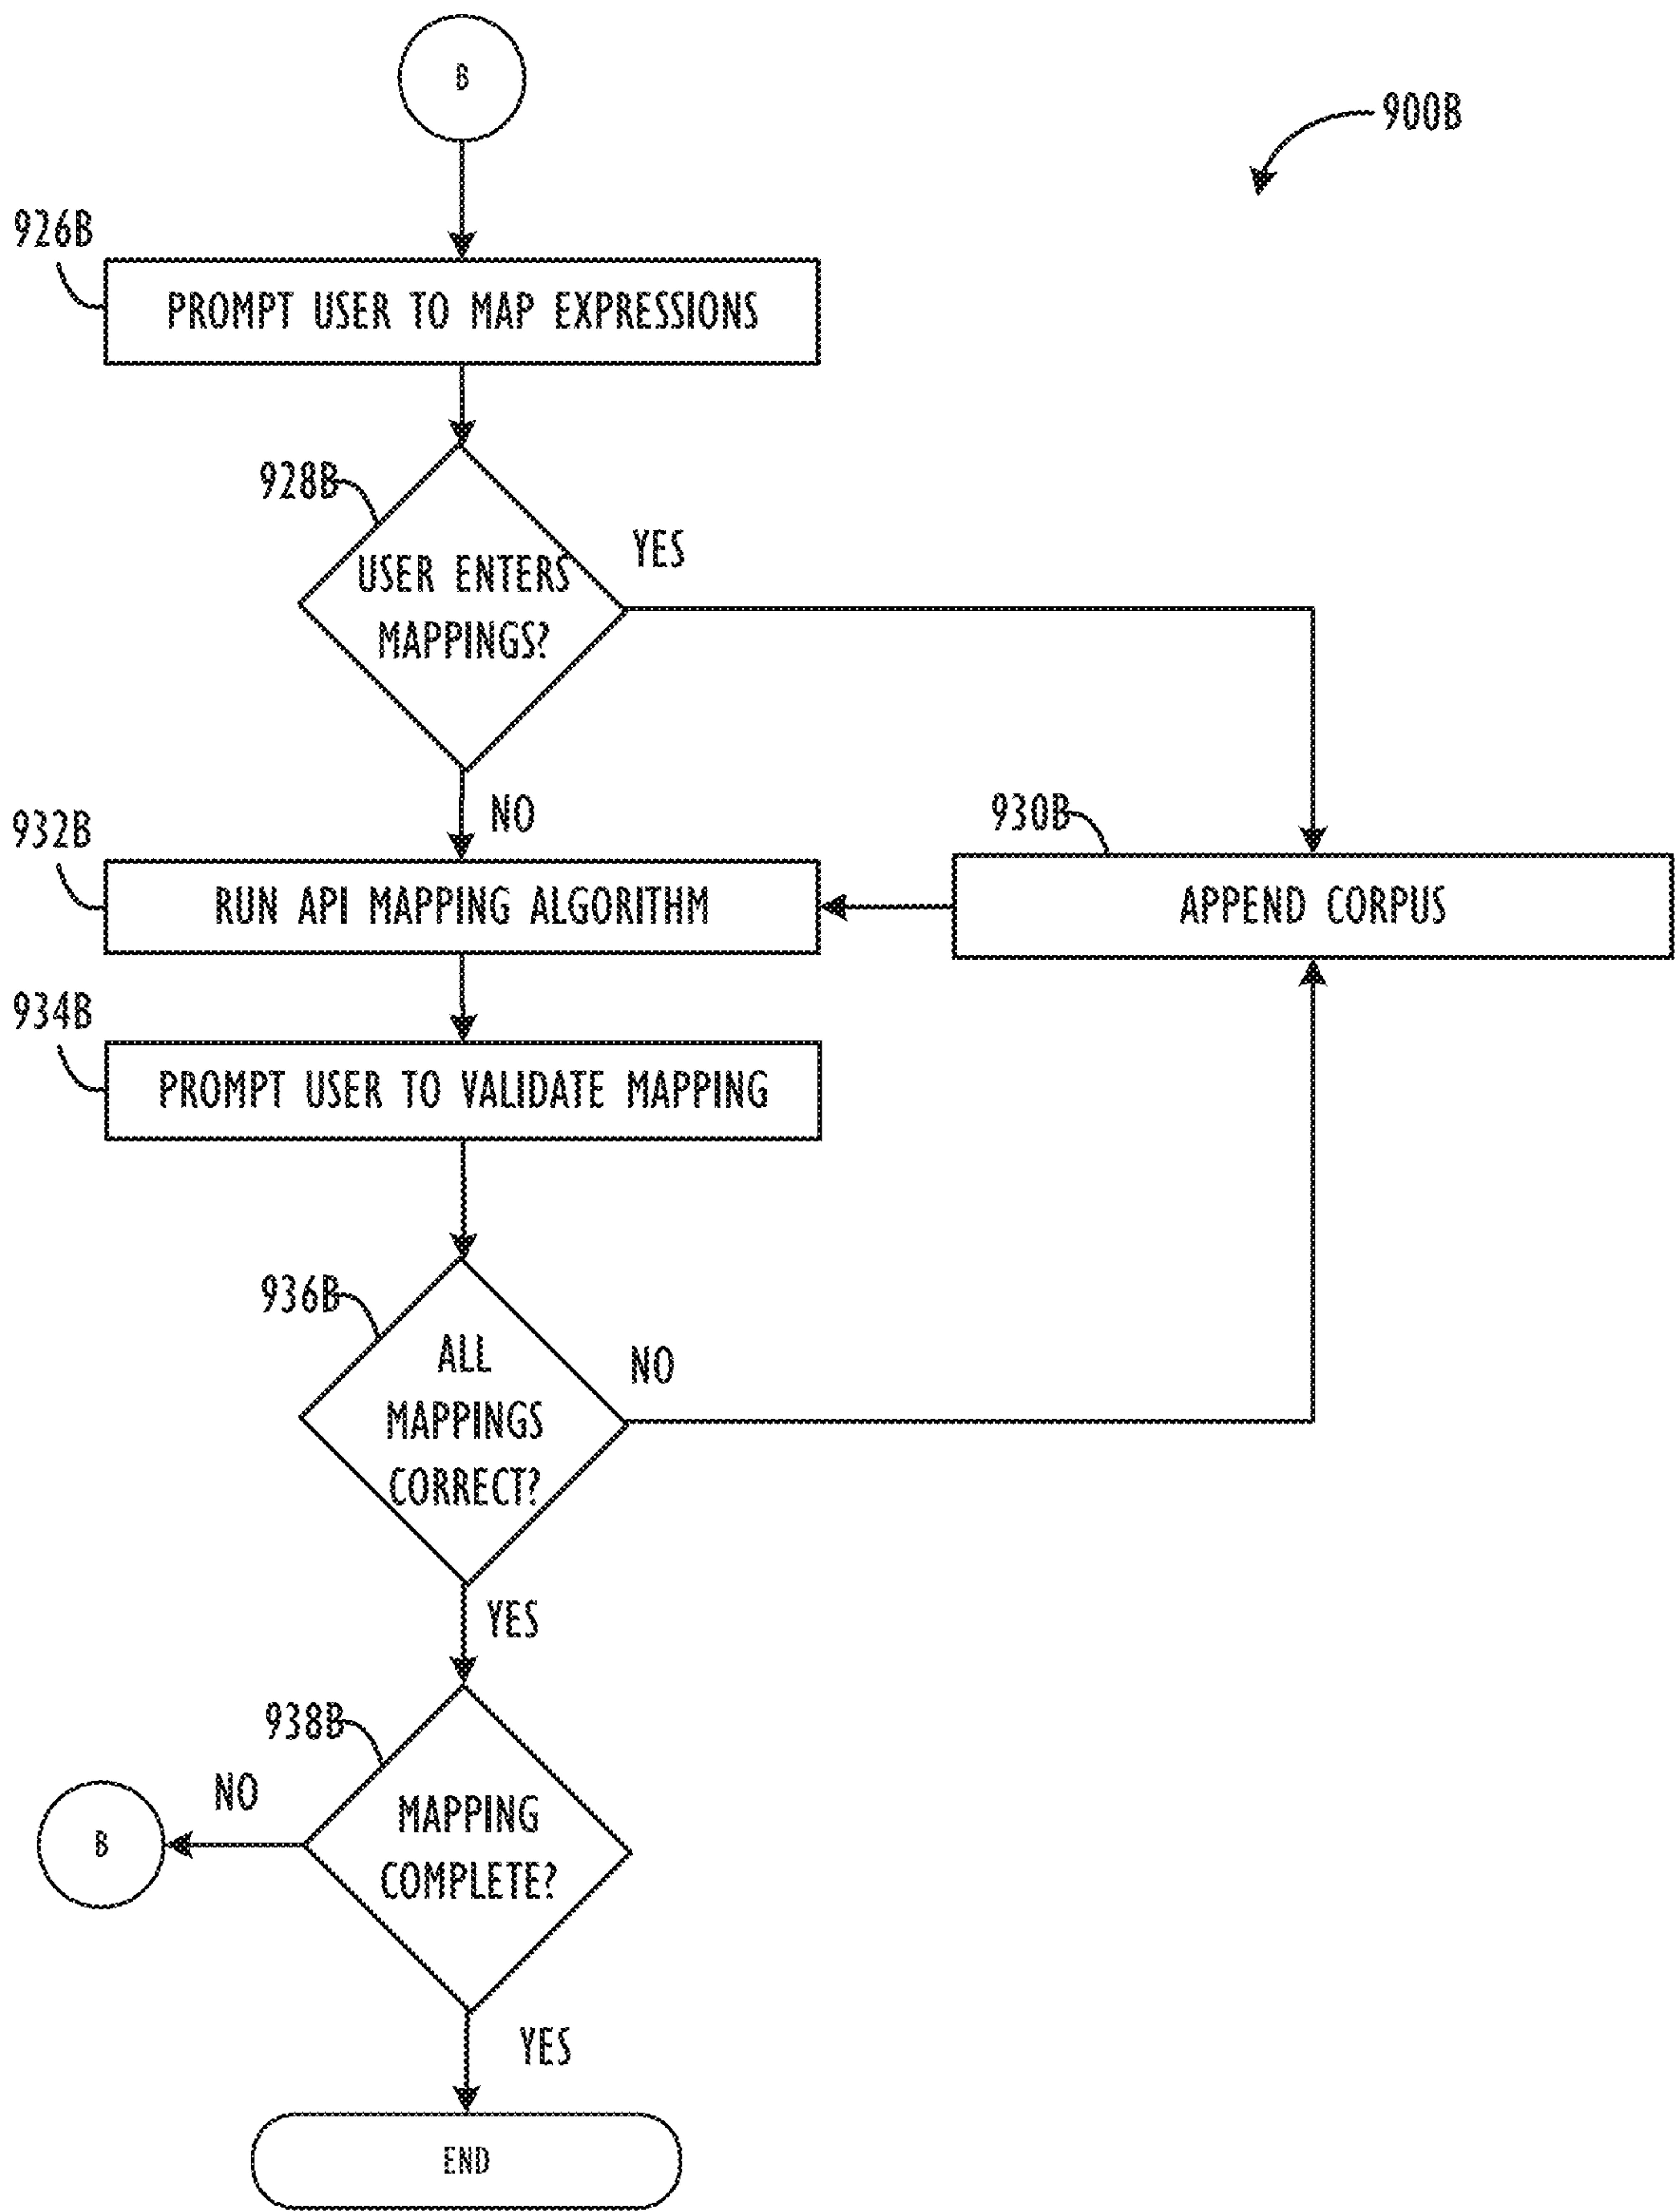 B
900B
926B
PROMPT USER TO MAP EXPRESSIONS
928B
YES
USER ENTERS
MAPPINGS?
NO
932B
930B
RUN API MAPPING ALGORITHM
APPEND CORPUS
934B
PROMPT USER TO VALIDATE MAPPING
936B
ALL
NO
MAPPINGS
CORRECT?
YES
938B
NO
B
MAPPING
COMPLETE?
YES
END